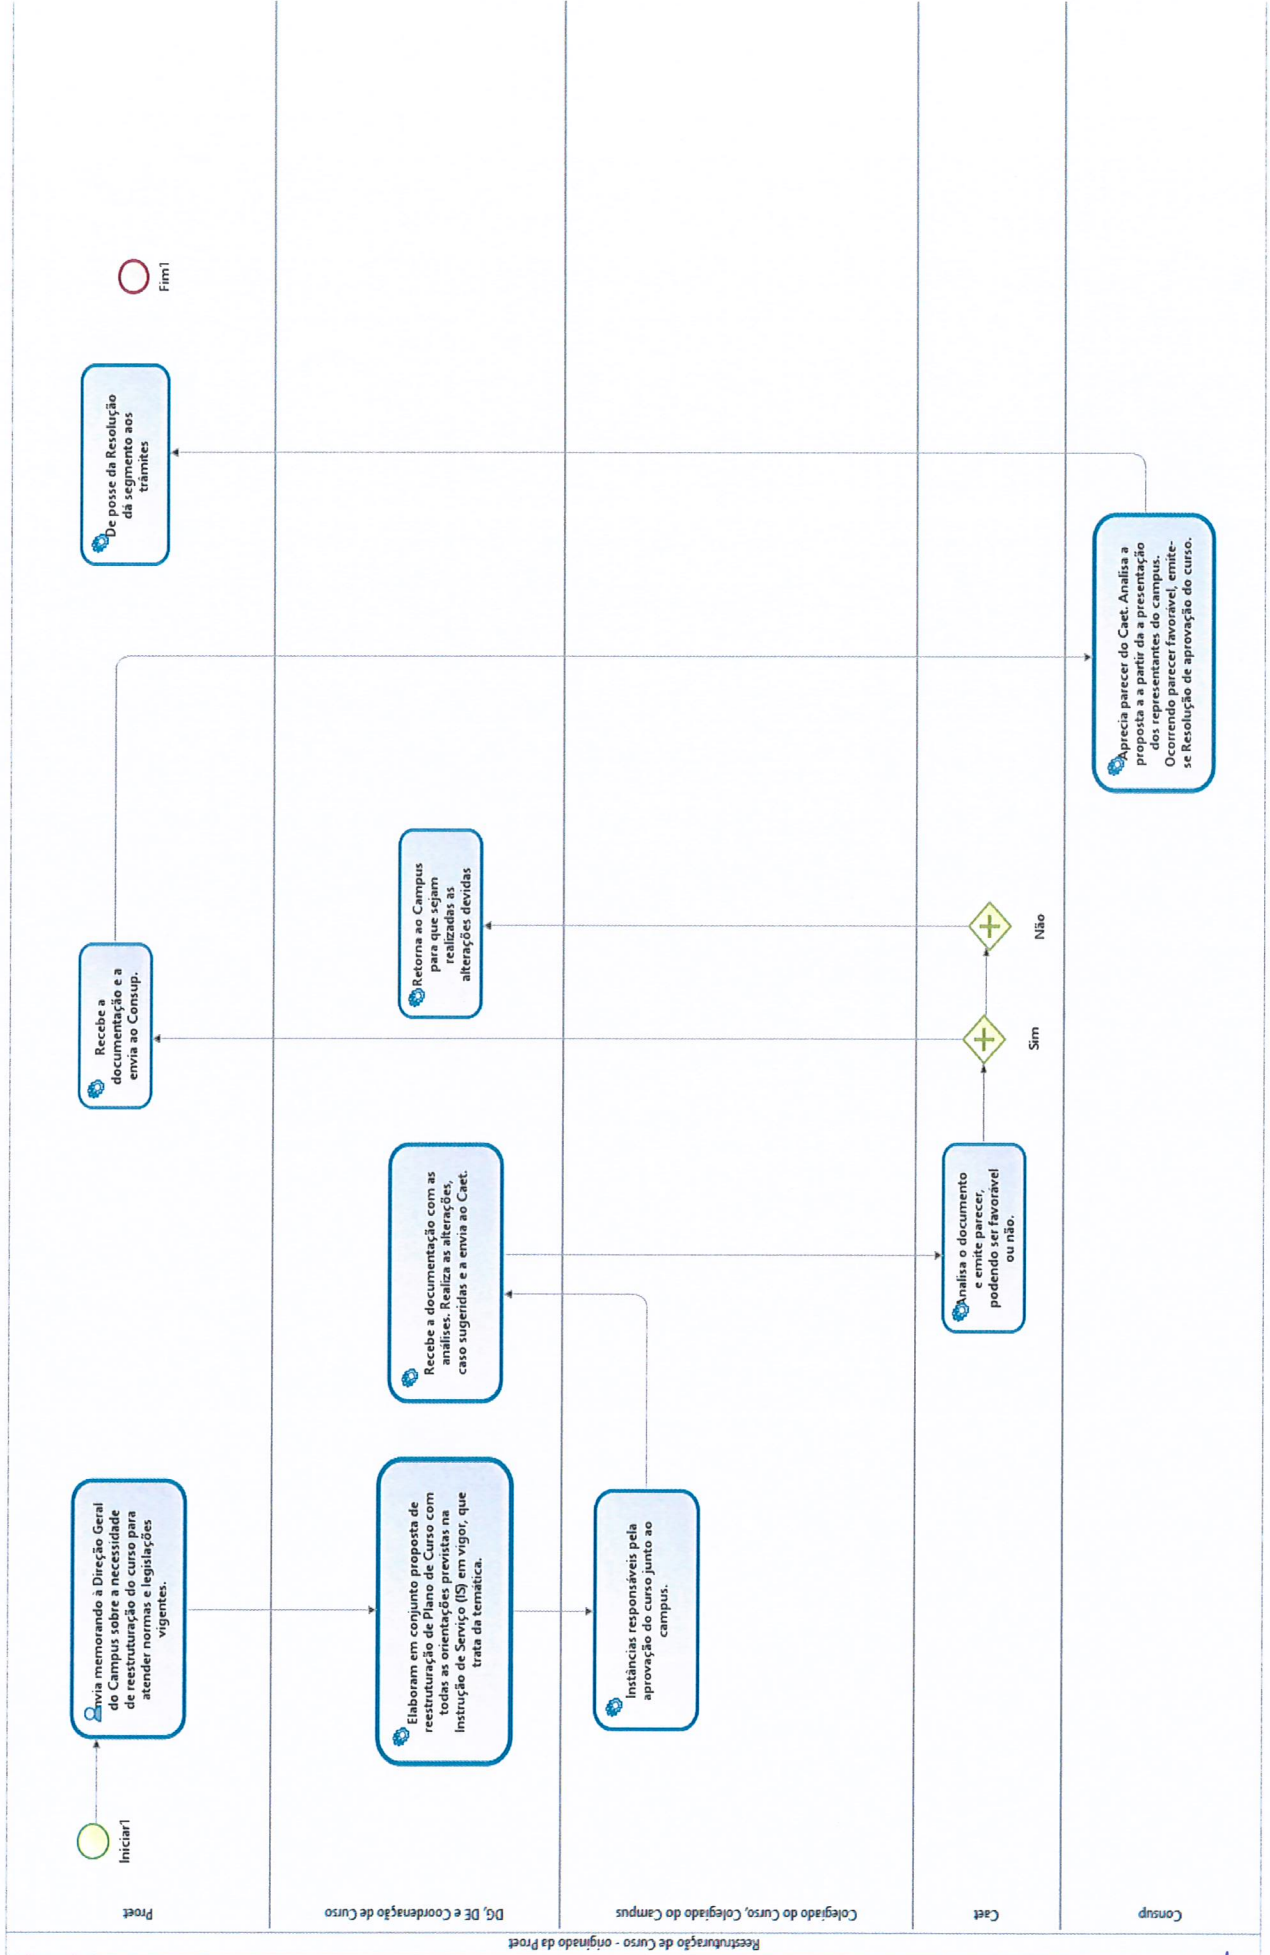 Reestruturação de Curso - originado da Proet
Proet
Iniciar1
Envia memorando à Direção Geral
do Campus sobre a necessidade
de reestruturação do curso para
atender normas e legislações
vigentes.
Recebe a
documentação e a
envia ao Consup.
De posse da Resolução
dá segmento aos
trâmites
Fim1
DG, DE e Coordenação de Curso
Elaboram em conjunto proposta de
reestruturação de Plano de Curso com
todas as orientações previstas na
Instrução de Serviço (IS) em vigor, que
trata da temática.
Recebe a documentação com as
análises. Realiza as alterações,
caso sugeridas e a envia ao Caet.
Retorna ao Campus
para que sejam
realizadas as
alterações devidas
Colegiado do Curso, Curso, Colegiado do Campus
Instâncias responsáveis pela
aprovação do curso junto ao
campus.
Caet
Analisa o documento
e emite parecer,
podendo ser favorável
ou não.
Sim
Não
Consup
Aprecia parecer do Caet. Analisa a
proposta a a partir da a presentação
dos representantes do campus.
Ocorrendo parecer favorável, emite-
se Resolução de aprovação do curso.